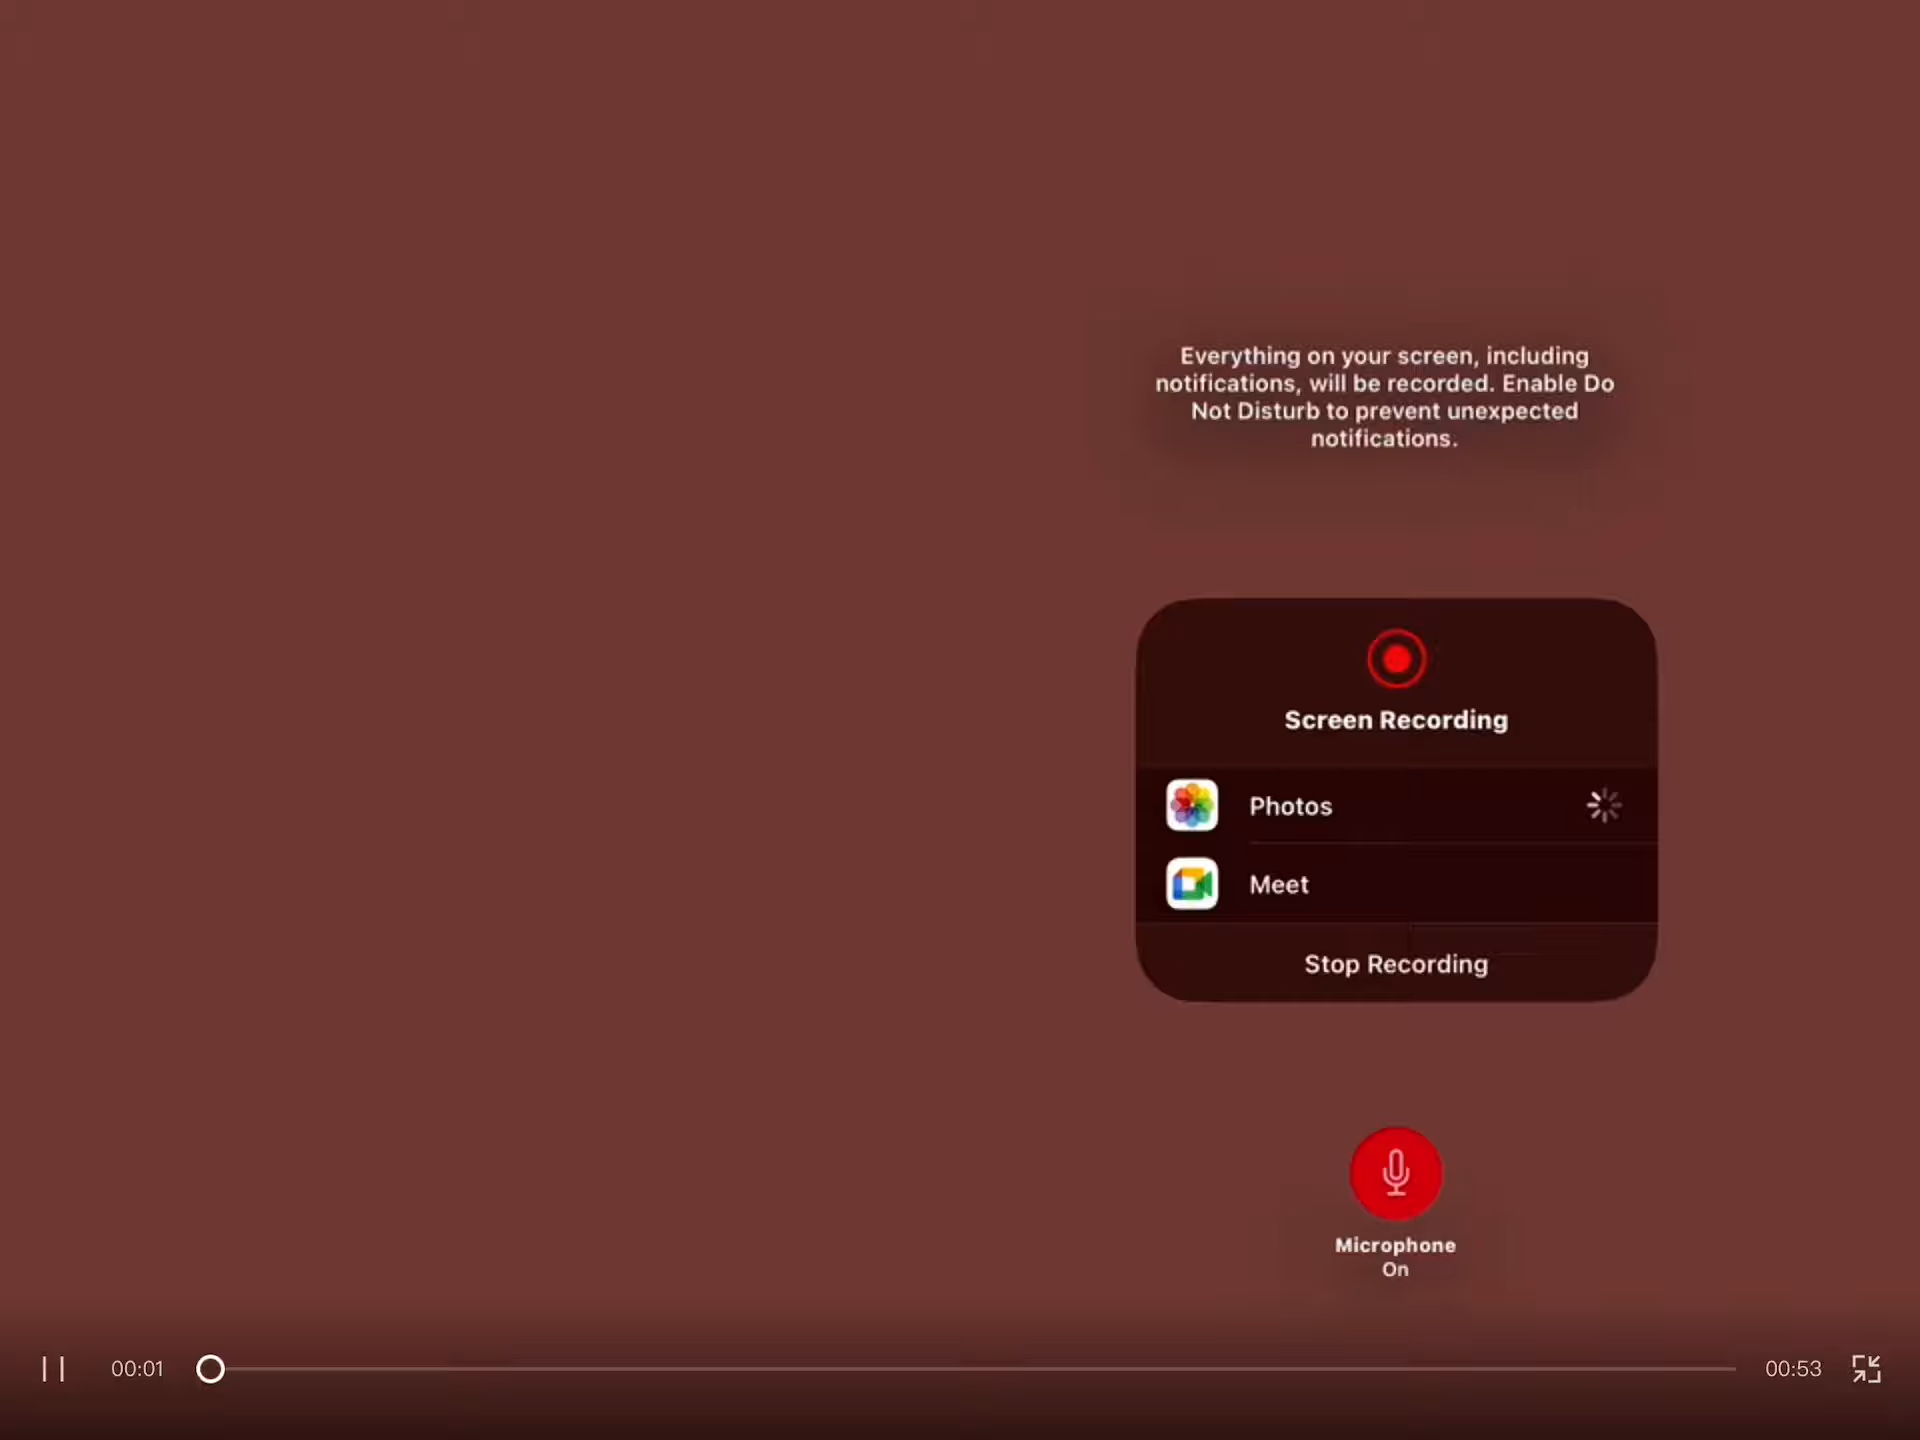 Everything on your screen, including
notifications, will be recorded. Enable Do
Not Disturb to prevent unexpected
notifications.
Screen Recording
Photos
Meet
Stop Recording
Microphone
On
00:01
00:53